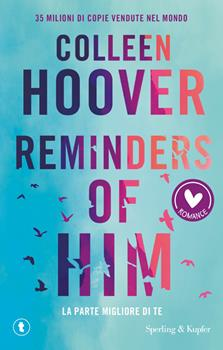 35 MILIONI DI COPIE VENDUTE NEL MONDO
COLLEEN
HOOVER
REMINDERS
OF
HIM
ROMANCE
LA PARTE MIGLIORE DI TE
t
Sperling & Kupfer